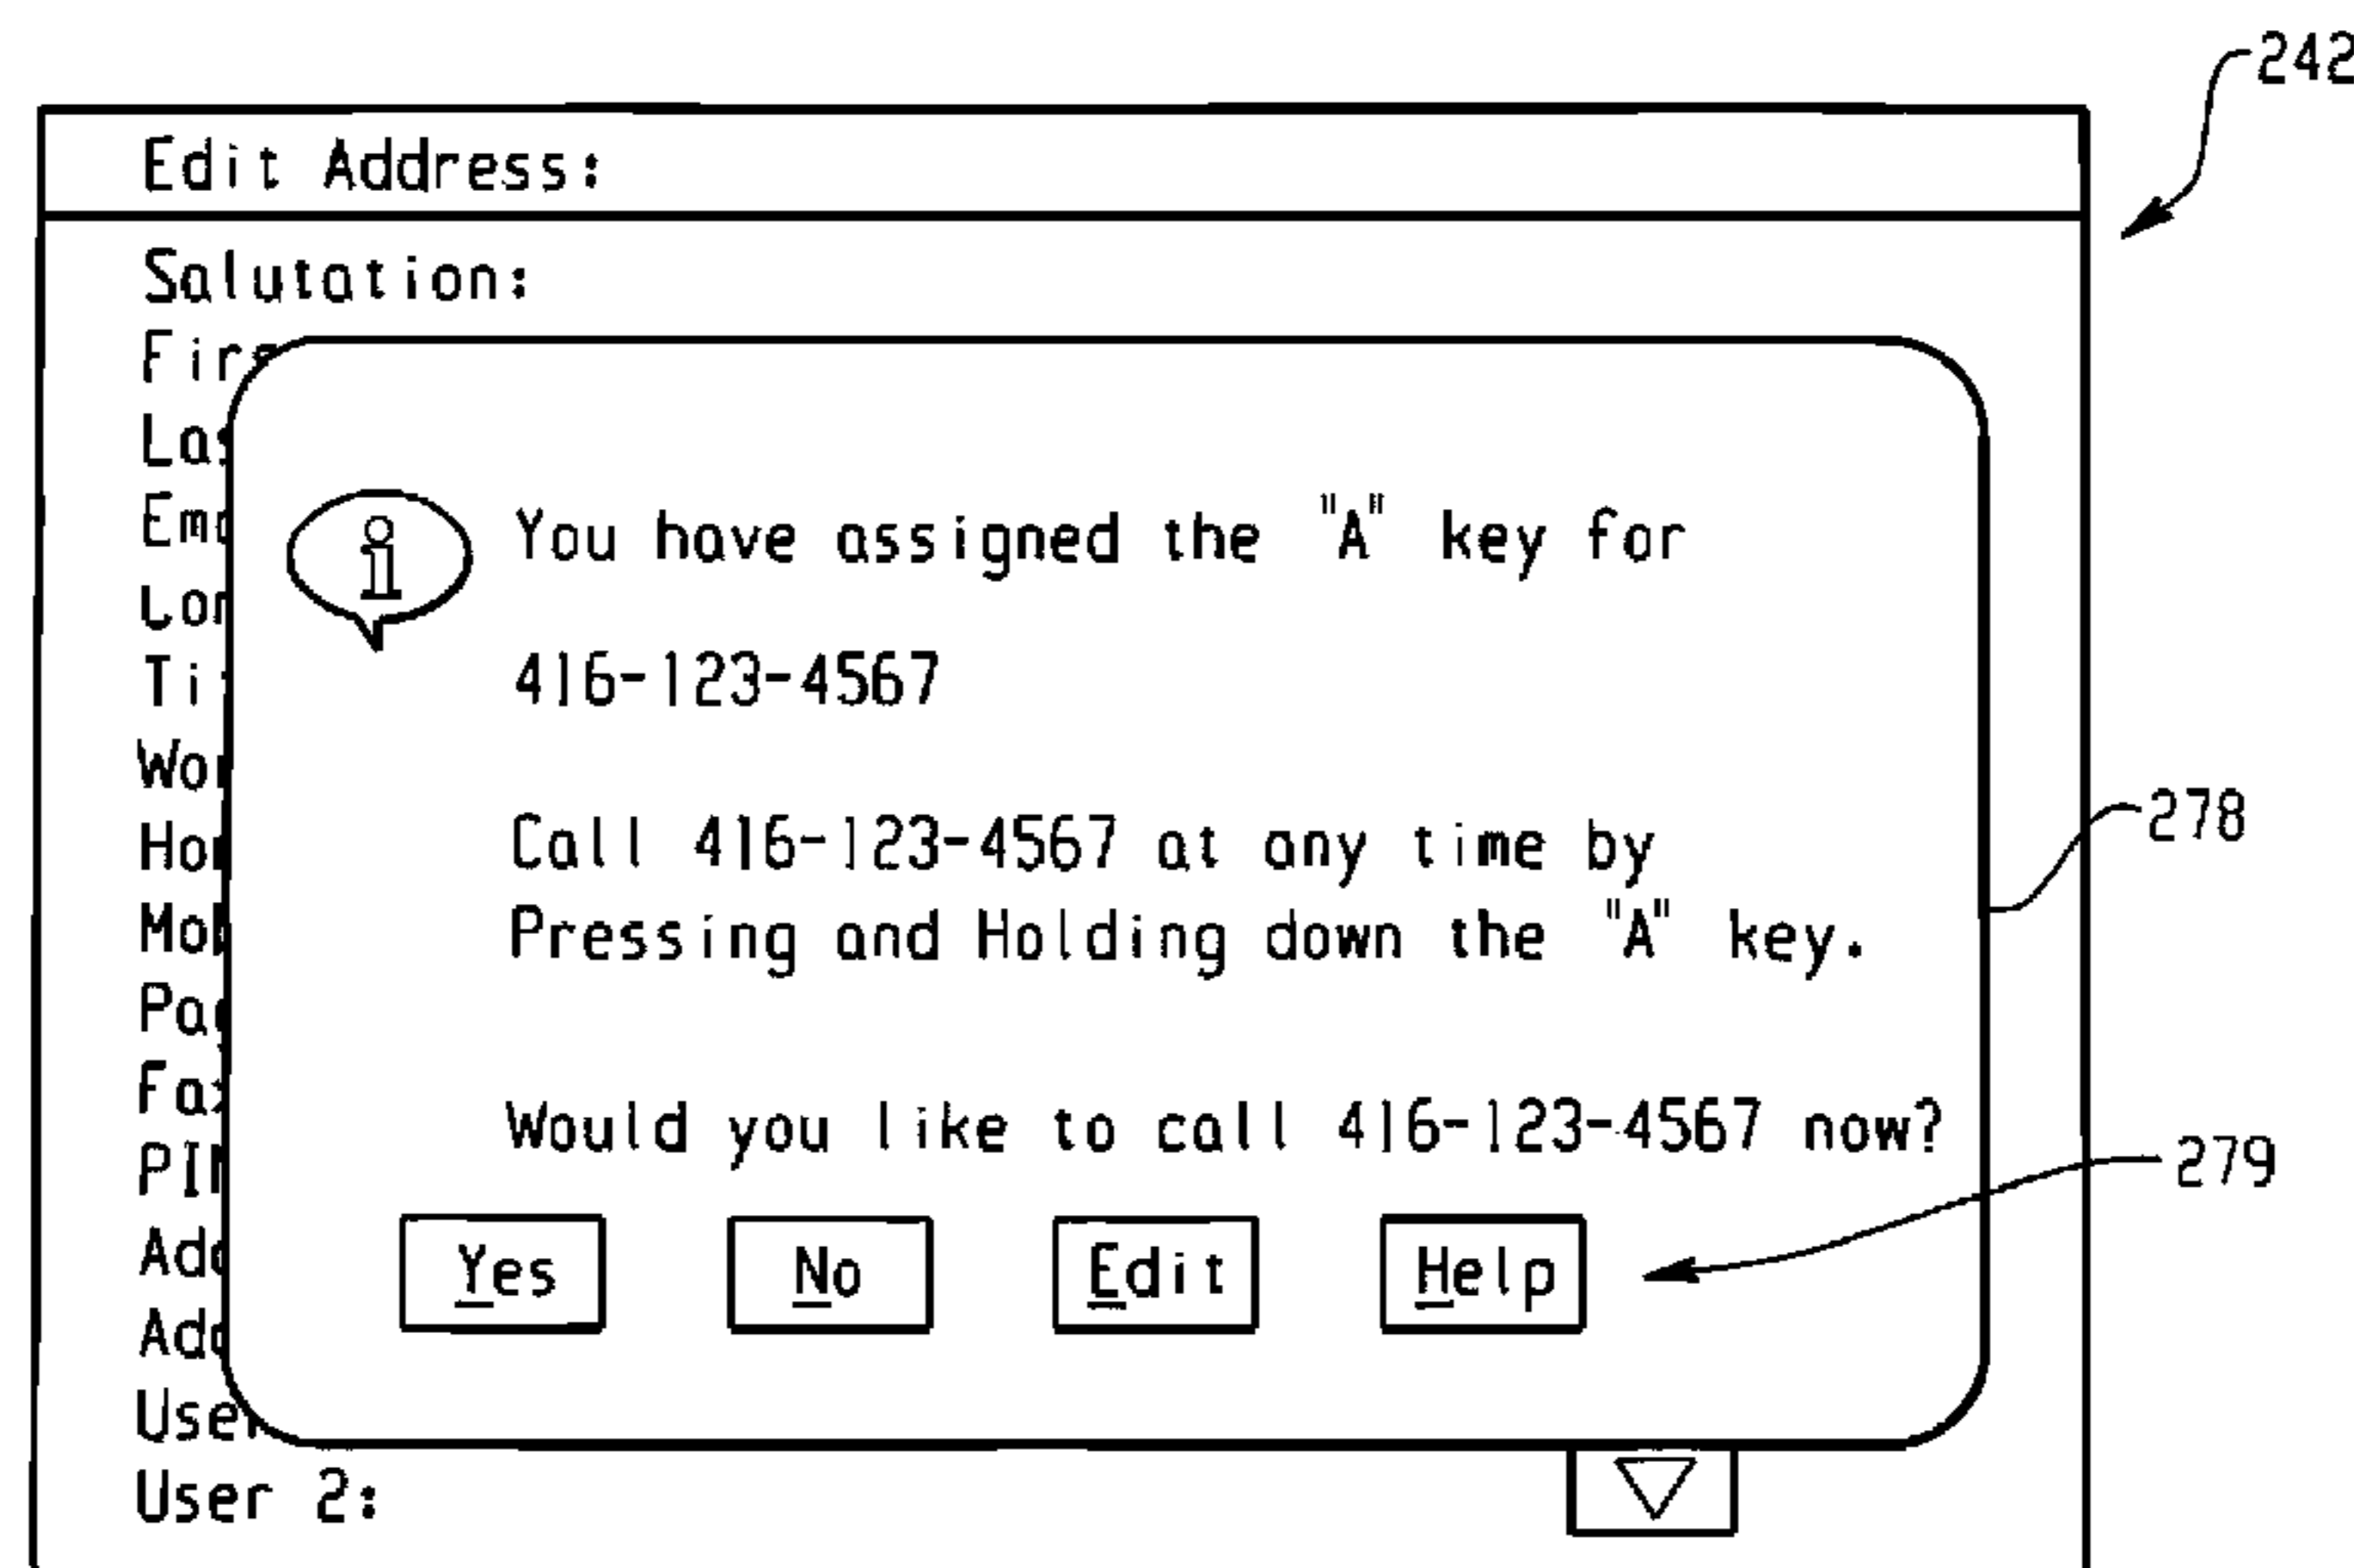 242
Edit Address:
Salutation:
You have assigned the "A" key for
416-123-4567
Call 416-123-4567 at any time by
Pressing and Holding down the "A" key.
278
Would you like to call 416-123-4567 now?
279
Yes No Edit Help
User
User 2: